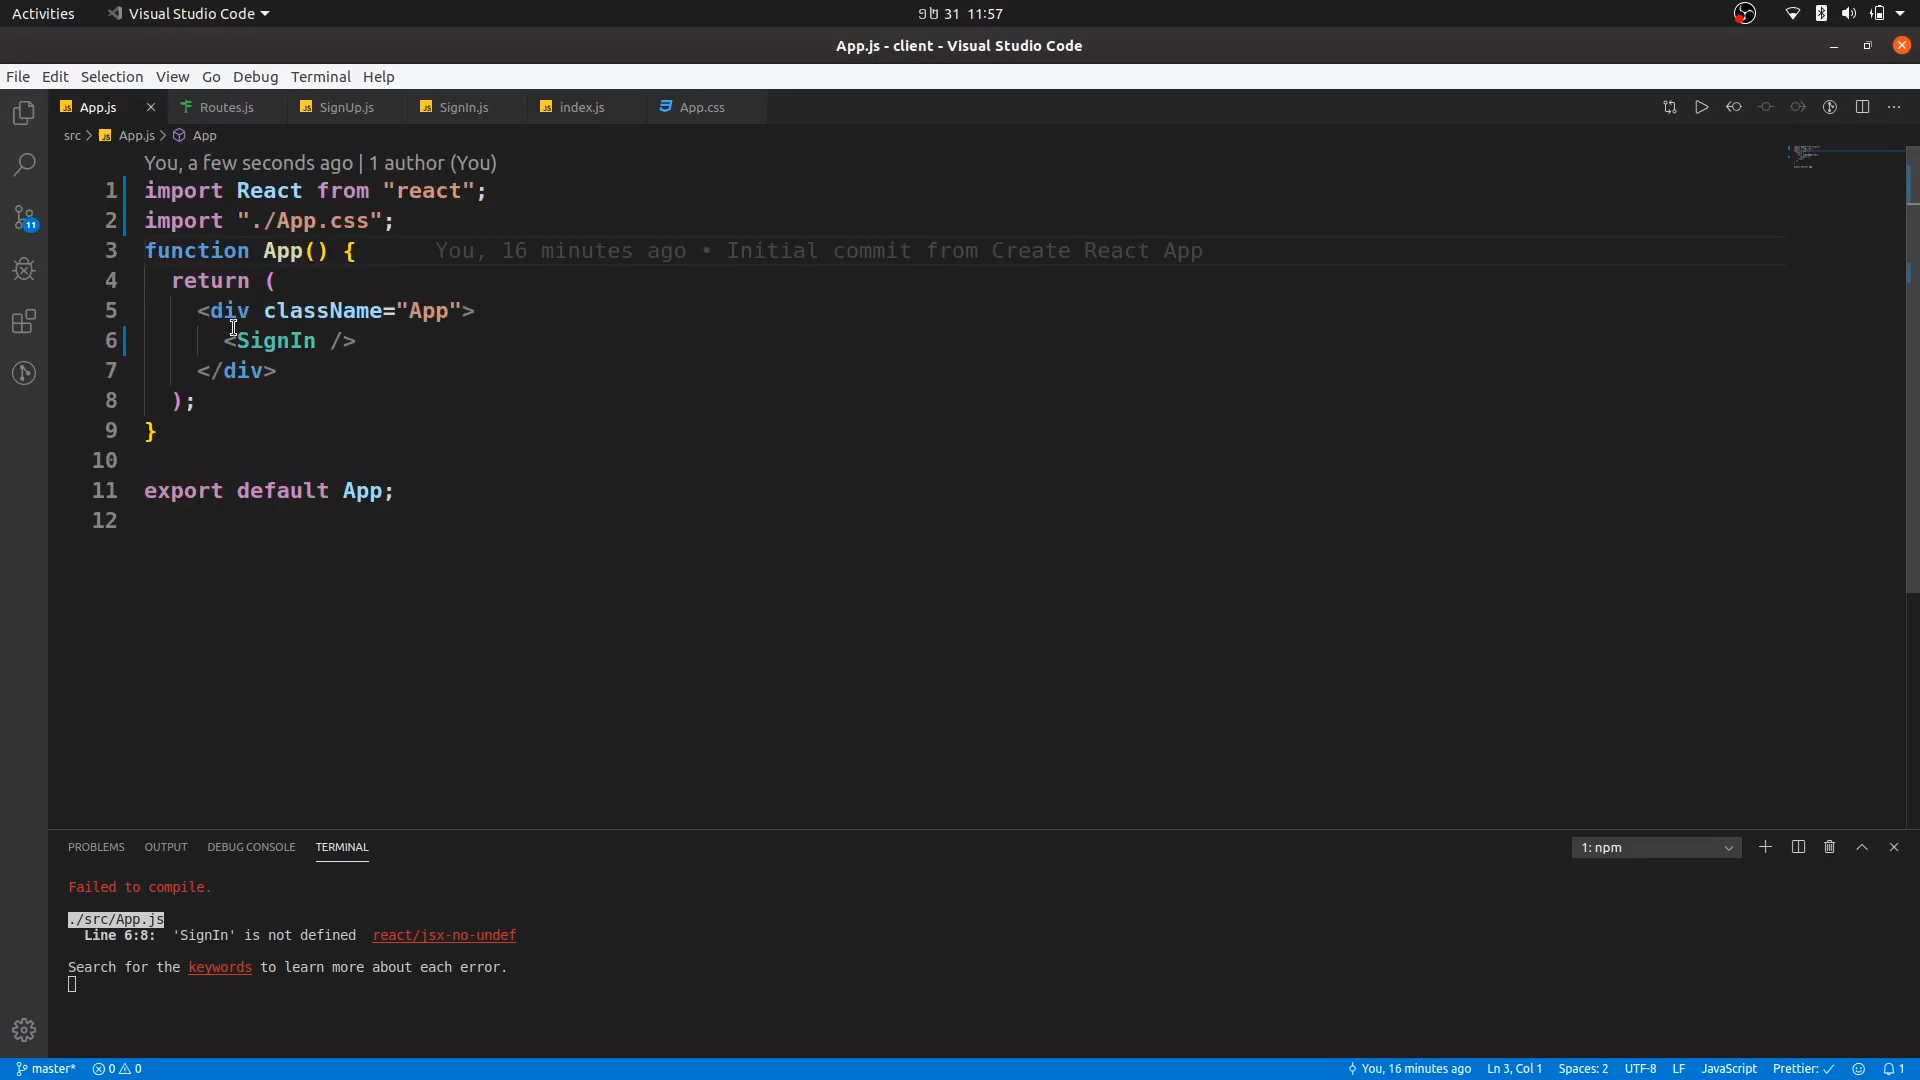 Activities Visual Studio Code ໑໒ 31 11:57
App.js - client - Visual Studio Code
File Edit Selection View Go Debug Terminal Help
App.js Routes.js SignUp.js SignIn.js index.js App.css
src > App.js > App
You, a few seconds ago | 1 author (You)
1 import React from "react";
2 import "./App.css";
3 function App() { You, 16 minutes ago • Initial commit from Create React App
4 return (
5 <div className="App">
6 <SignIn />
7 </div>
8 );
9 }
10
11 export default App;
12
11
PROBLEMS OUTPUT DEBUG CONSOLE TERMINAL 1: npm
Failed to compile.
./src/App.js
Line 6:8: 'SignIn' is not defined react/jsx-no-undef
Search for the keywords to learn more about each error.
master* 0 0 You, 16 minutes ago Ln 3, Col 1 Spaces: 2 UTF-8 LF JavaScript Prettier: ✓ 1